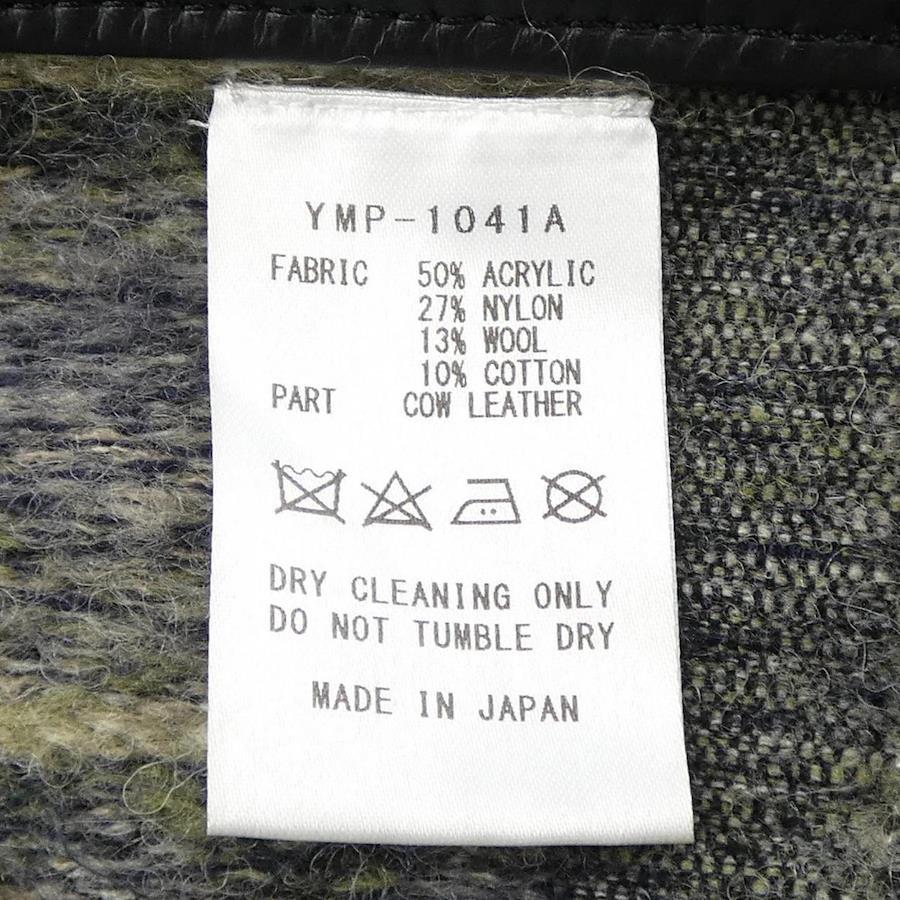 YMP-1041A
FABRIC 50% ACRYLIC
27% NYLON
13% WOOL
10% COTTON
PART COW LEATHER
DRY CLEANING ONLY
DO NOT TUMBLE DRY
MADE IN JAPAN